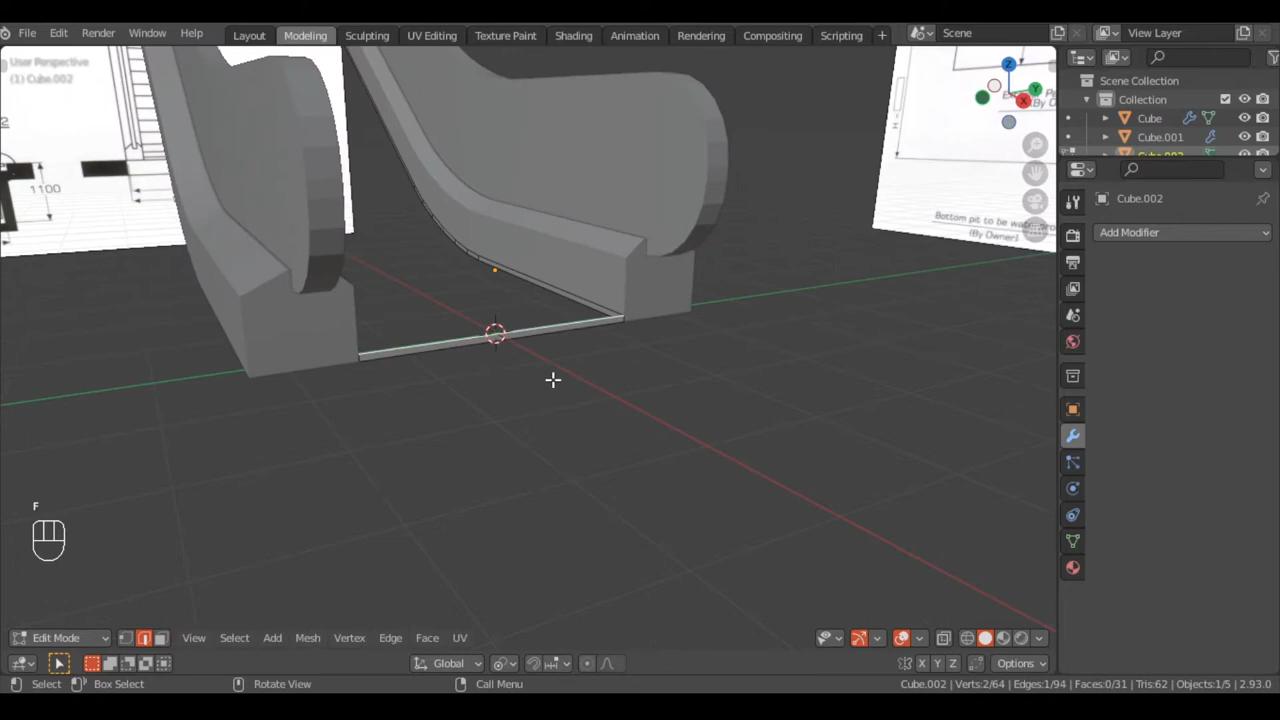 File Edit Render Window Help
Layout Modeling Sculpting UV Editing Texture Paint Shading Animation Rendering Compositing Scripting +
Scene View Layer
User Perspective
(1) Cube.002
Z
Y
X
1100
Bottom pit to be
(By Owner)
Scene Collection
Collection
Cube
Cube.001
Cube.002
Add Modifier
F
Edit Mode View Select Add Mesh Vertex Edge Face UV
Global X Y Z Options
Select Box Select Rotate View Call Menu Cube.002 | Verts:2/64 | Edges:1/94 | Faces:0/31 | Tris:62 | Objects:1/5 | 2.93.0